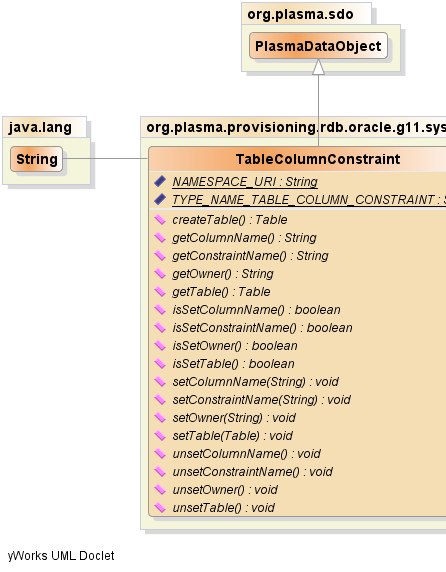 org.plasma.sdo
PlasmaDataObject
java.lang
String
org.plasma.provisioning.rdb.oracle.g11.sys
TableColumnConstraint
NAMESPACE_URI : String
TYPE_NAME_TABLE_COLUMN_CONSTRAINT : S
createTable() : Table
getColumnName() : String
getConstraintName() : String
getOwner() : String
getTable() : Table
isSetColumnName() : boolean
isSetConstraintName() : boolean
isSetOwner() : boolean
isSetTable() : boolean
setColumnName(String) : void
setConstraintName(String) : void
setOwner(String) : void
setTable(Table) : void
unsetColumnName() : void
unsetConstraintName() : void
unsetOwner() : void
unsetTable() : void
yWorks UML Doclet